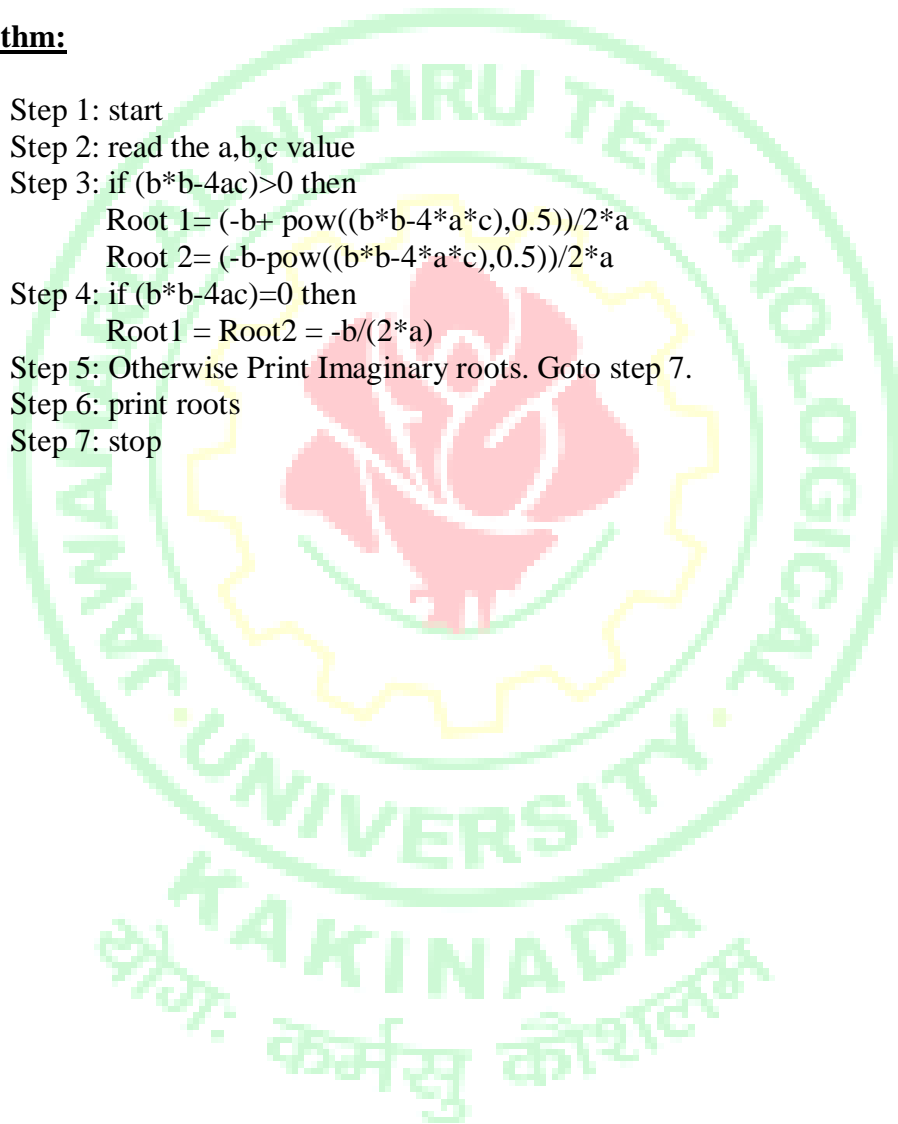 thm:
Step 1: start
Step 2: read the a,b,c value
Step 3: if (b*b-4ac)>0 then
Root 1= (-b+ pow((b*b-4*a*c),0.5))/2*a
Root 2= (-b-pow((b*b-4*a*c),0.5))/2*a
Step 4: if (b*b-4ac)=0 then
Root1 = Root2 = -b/(2*a)
Step 5: Otherwise Print Imaginary roots. Goto step 7.
Step 6: print roots
Step 7: stop
JAWAHARLAL NEHRU TECHNOLOGICAL
UNIVERSITY
KAKINADA
योगः कर्मसु कौशलम्